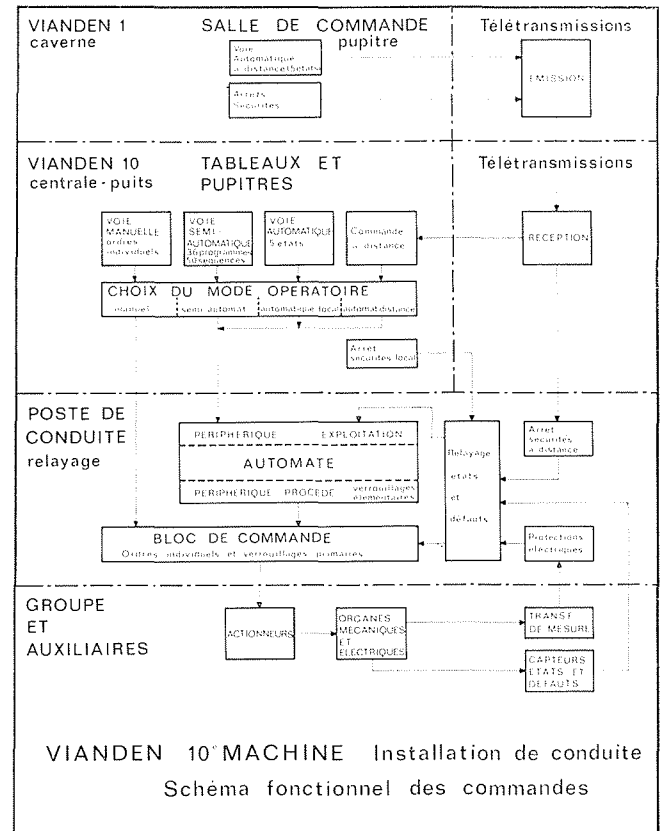 VIANDEN 1
caverne
SALLE DE COMMANDE
pupitre
Télétransmissions
Voie
Automatique
a distance(5etats)
Arrets
Securites
EMISSION
VIANDEN 10
centrale-puits
TABLEAUX ET
PUPITRES
Télétransmissions
VOIE
MANUELLE
ordres
individuels
VOIE
SEMI-
AUTOMATIQUE
36programmes
50sequences
VOIE
AUTOMATIQUE
5 etats
Commande
a distance
RECEPTION
CHOIX DU MODE OPERATOIRE
manuel
semi automat
automatique local
automat distance
Arret
securites local
POSTE DE
CONDUITE
relayage
PERIPHERIQUE EXPLOITATION
AUTOMATE
PERIPHERIQUE PROCEDE
verrouillages
elementaires
Relayage
etats
et
défauts
Arret
securites
a distance
BLOC DE COMMANDE
Ordres individuels et verrouillages primaires
Protections
electriques
GROUPE
ET
AUXILIAIRES
ACTIONNEURS
ORGANES
MECANIQUES
ET
ELECTRIQUES
TRANSF
DE MESURE
CAPTEURS
ETATS ET
DEFAUTS
VIANDEN 10° MACHINE Installation de conduite
Schéma fonctionnel des commandes